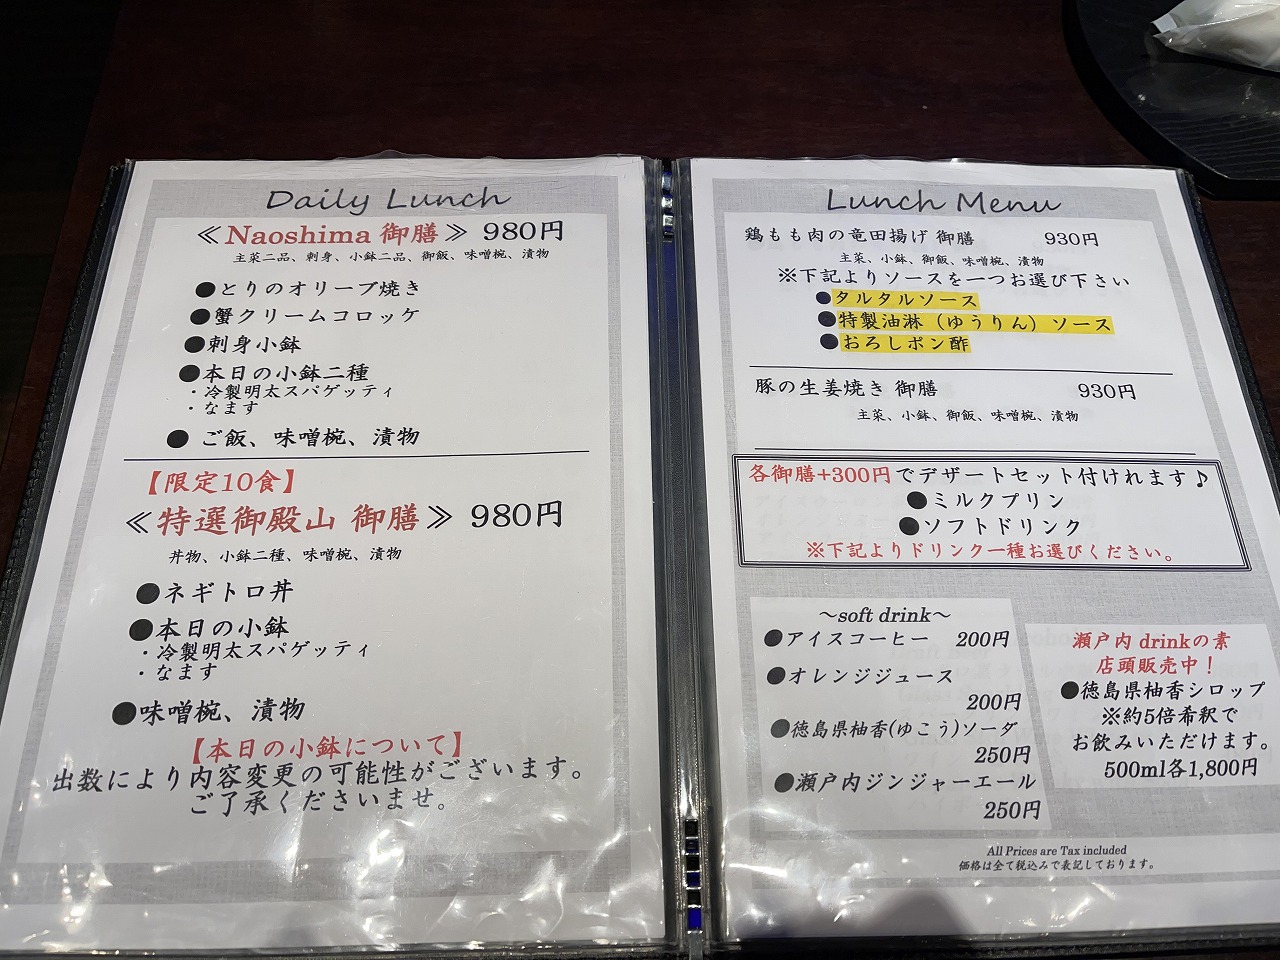 Daily Lunch
≪Naoshima 御膳≫ 980円
主菜二品、刺身、小鉢二品、御飯、味噌椀、漬物
●とりのオリーブ焼き
●蟹クリームコロッケ
●刺身小鉢
●本日の小鉢二種
・冷製明太スパゲッティ
・なます
● ご飯、味噌椀、漬物
【限定10食】
≪特選御殿山 御膳≫ 980円
丼物、小鉢二種、味噌椀、漬物
●ネギトロ丼
●本日の小鉢
・冷製明太スパゲッティ
・なます
●味噌椀、漬物
【本日の小鉢について】
出数により内容変更の可能性がございます。
ご了承くださいませ。
Lunch Menu
鶏もも肉の竜田揚げ 御膳 930円
主菜、小鉢、御飯、味噌椀、漬物
※下記よりソースを一つお選び下さい
●タルタルソース
●特製油淋（ゆうりん）ソース
●おろしポン酢
豚の生姜焼き 御膳 930円
主菜、小鉢、御飯、味噌椀、漬物
各御膳+300円でデザートセット付けれます♪
●ミルクプリン
●ソフトドリンク
※下記よりドリンク一種お選びください。
～soft drink～
●アイスコーヒー 200円
●オレンジジュース
200円
●徳島県柚香(ゆこう)ソーダ
250円
●瀬戸内ジンジャーエール
250円
瀬戸内 drinkの素
店頭販売中！
●徳島県柚香シロップ
※約5倍希釈で
お飲みいただけます。
500ml各1,800円
All Prices are Tax included
価格は全て税込みで表記しております。